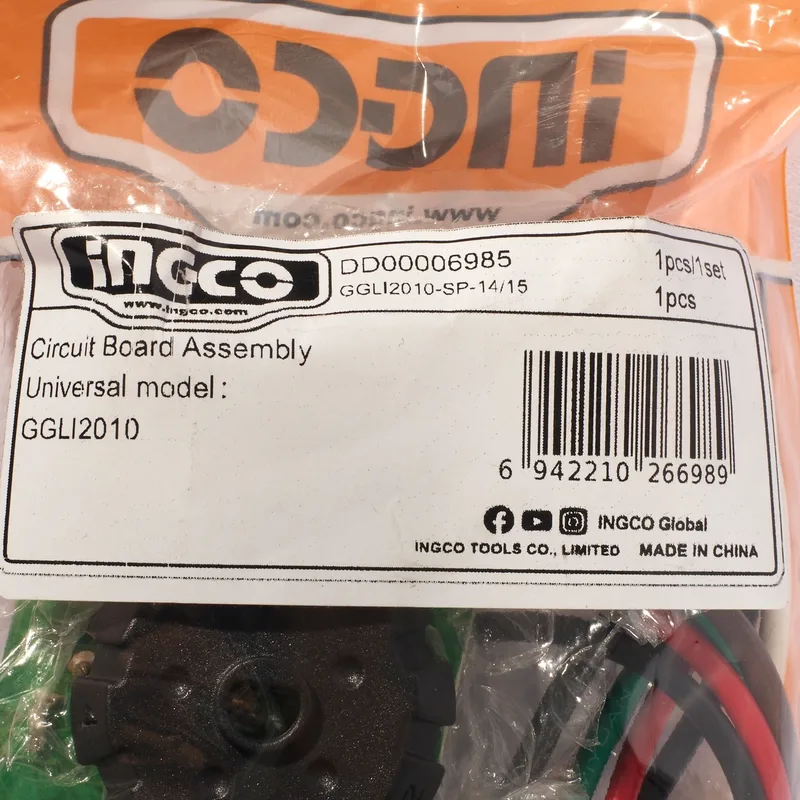 INGCO
www.ingco.com
INGCO
www.ingco.com
DD00006985
GGLI2010-SP-14/15
1pcs/1set
1pcs
Circuit Board Assembly
Universal model:
GGLI2010
6 942210 266989
INGCO Global
INGCO TOOLS CO., LIMITED MADE IN CHINA